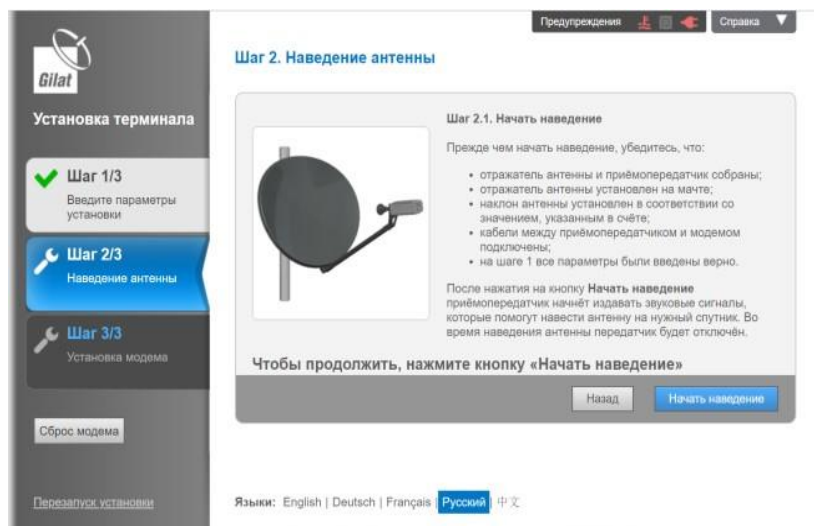 Предупреждения
Справка
Gilat
Шаг 2. Наведение антенны
Установка терминала
Шаг 1/3
Введите параметры
установки
Шаг 2/3
Наведение антенны
Шаг 3/3
Установка модема
Сброс модема
Перезапуск установки
Шаг 2.1. Начать наведение
Прежде чем начать наведение, убедитесь, что:
• отражатель антенны и приёмопередатчик собраны;
• отражатель антенны установлен на мачте;
• наклон антенны установлен в соответствии со
значением, указанным в счёте;
• кабели между приёмопередатчиком и модемом
подключены;
• на шаге 1 все параметры были введены верно.
После нажатия на кнопку Начать наведение
приёмопередатчик начнёт издавать звуковые сигналы,
которые помогут навести антенну на нужный спутник. Во
время наведения антенны передатчик будет отключён.
Чтобы продолжить, нажмите кнопку «Начать наведение»
Назад
Начать наведение
Языки: English | Deutsch | Français | Русский | 中文